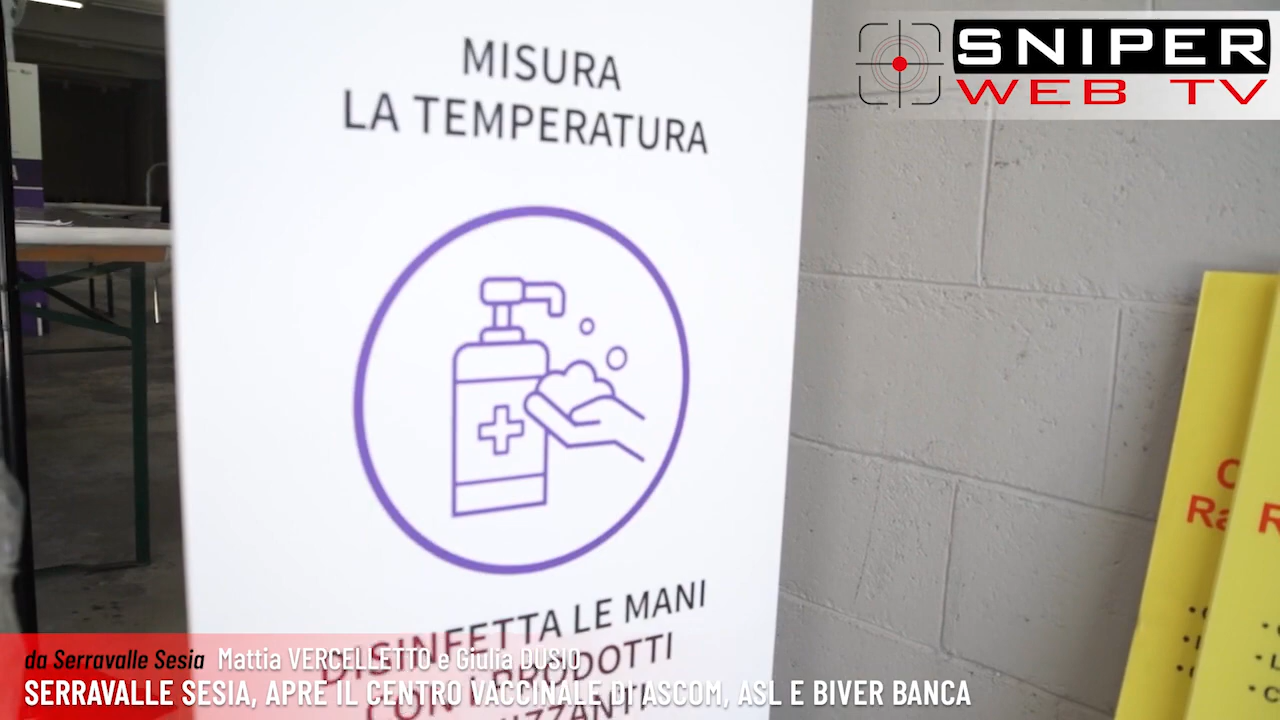 SNIPER
WEB TV
MISURA
LA TEMPERATURA
DISINFETTA LE MANI
CON I PRODOTTI
da Serravalle Sesia Mattia VERCELLETTO e Giulia DUSIO
SERRAVALLE SESIA, APRE IL CENTRO VACCINALE DI ASCOM, ASL E BIVER BANCA